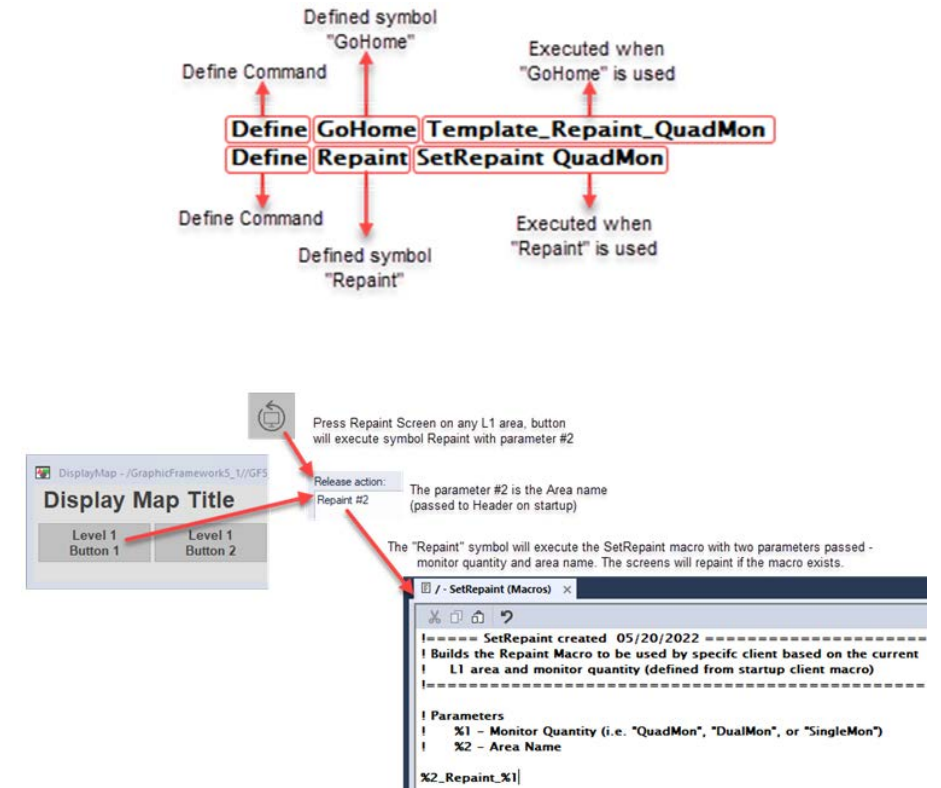 Defined symbol
"GoHome"
Executed when
"GoHome" is used
Define Command
Define GoHome Template_Repaint_QuadMon
Define Repaint SetRepaint QuadMon
Define Command
Executed when
"Repaint" is used
Defined symbol
"Repaint"
Press Repaint Screen on any L1 area, button
will execute symbol Repaint with parameter #2
DisplayMap - /GraphicFramework5_1//GFS
Display Map Title
Level 1
Button 1
Level 1
Button 2
Release action:
Repaint #2
The parameter #2 is the Area name
(passed to Header on startup)
The "Repaint" symbol will execute the SetRepaint macro with two parameters passed -
monitor quantity and area name. The screens will repaint if the macro exists.
/ - SetRepaint (Macros) ×
!===== SetRepaint created 05/20/2022 =====================
! Builds the Repaint Macro to be used by specifc client based on the current
! L1 area and monitor quantity (defined from startup client macro)
!==================================================
! Parameters
! %1 - Monitor Quantity (i.e. "QuadMon", "DualMon", or "SingleMon")
! %2 - Area Name
%2_Repaint_%1